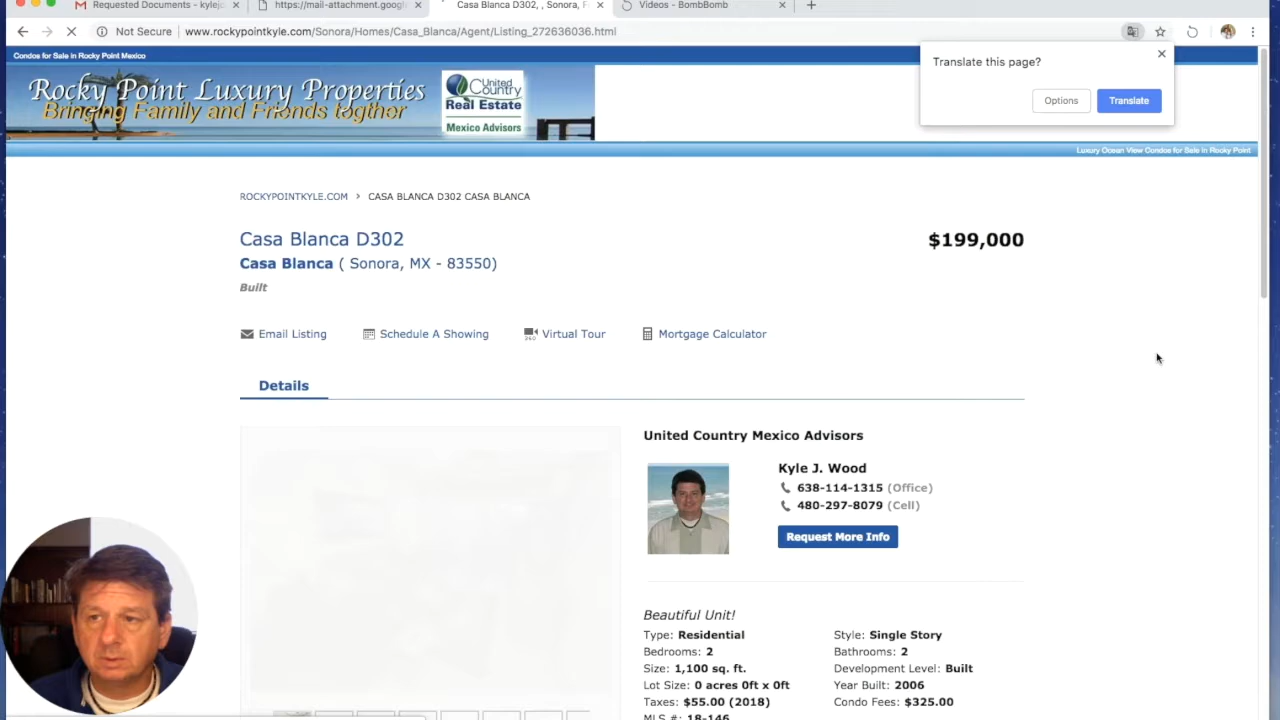 Requested Documents - kylej
https://mail-attachment.googl
Casa Blanca D302, , Sonora, F
Videos - BombBomb
Not Secure www.rockypointkyle.com/Sonora/Homes/Casa_Blanca/Agent/Listing_272636036.html
Condos for Sale in Rocky Point Mexico
Translate this page?
Options
Translate
Rocky Point Luxury Properties
Bringing Family and Friends togther
United Country
Real Estate
Mexico Advisors
Luxury Ocean View Condos for Sale in Rocky Point
ROCKYPOINTKYLE.COM > CASA BLANCA D302 CASA BLANCA
Casa Blanca D302
$199,000
Casa Blanca ( Sonora, MX - 83550)
Built
Email Listing
Schedule A Showing
Virtual Tour
Mortgage Calculator
Details
United Country Mexico Advisors
Kyle J. Wood
638-114-1315 (Office)
480-297-8079 (Cell)
Request More Info
Beautiful Unit!
Type: Residential
Style: Single Story
Bedrooms: 2
Bathrooms: 2
Size: 1,100 sq. ft.
Development Level: Built
Lot Size: 0 acres 0ft x 0ft
Year Built: 2006
Taxes: $55.00 (2018)
Condo Fees: $325.00
MLS #: 18-146